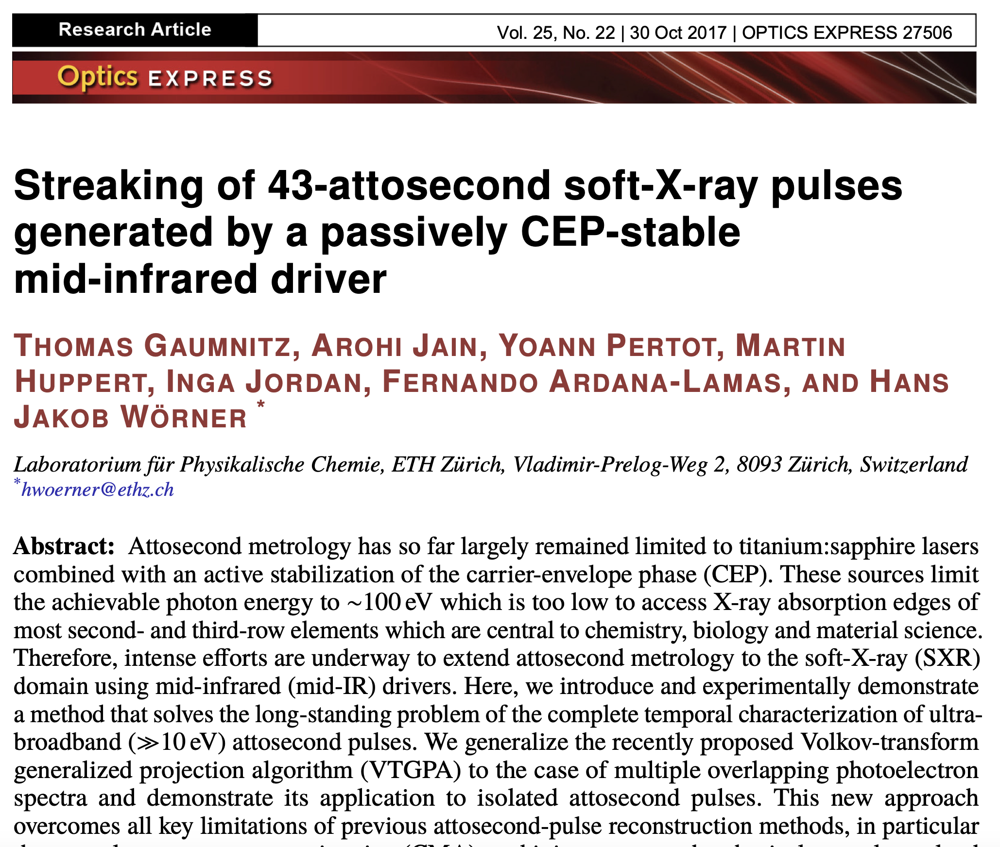 Research Article
Vol. 25, No. 22 | 30 Oct 2017 | OPTICS EXPRESS 27506
Optics EXPRESS
Streaking of 43-attosecond soft-X-ray pulses
generated by a passively CEP-stable
mid-infrared driver
THOMAS GAUMNITZ, AROHI JAIN, YOANN PERTOT, MARTIN
HUPPERT, INGA JORDAN, FERNANDO ARDANA-LAMAS, AND HANS
JAKOB WÖRNER *
Laboratorium für Physikalische Chemie, ETH Zürich, Vladimir-Prelog-Weg 2, 8093 Zürich, Switzerland
*hwoerner@ethz.ch
Abstract: Attosecond metrology has so far largely remained limited to titanium:sapphire lasers
combined with an active stabilization of the carrier-envelope phase (CEP). These sources limit
the achievable photon energy to ~100 eV which is too low to access X-ray absorption edges of
most second- and third-row elements which are central to chemistry, biology and material science.
Therefore, intense efforts are underway to extend attosecond metrology to the soft-X-ray (SXR)
domain using mid-infrared (mid-IR) drivers. Here, we introduce and experimentally demonstrate
a method that solves the long-standing problem of the complete temporal characterization of ultra-
broadband (≫10 eV) attosecond pulses. We generalize the recently proposed Volkov-transform
generalized projection algorithm (VTGPA) to the case of multiple overlapping photoelectron
spectra and demonstrate its application to isolated attosecond pulses. This new approach
overcomes all key limitations of previous attosecond-pulse reconstruction methods, in particular
(CMA)